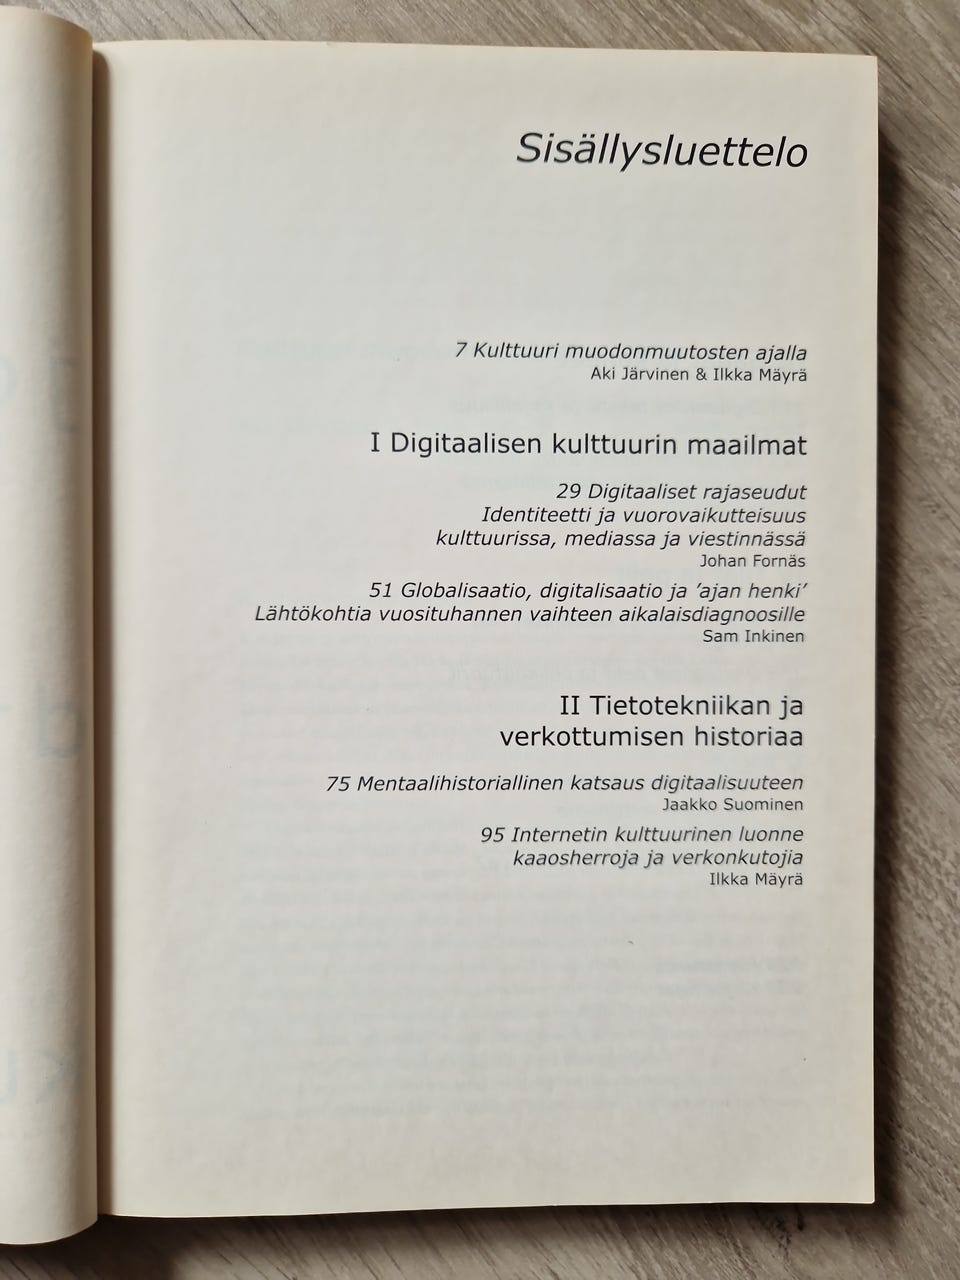 Sisällysluettelo
7 Kulttuuri muodonmuutosten ajalla
Aki Järvinen & Ilkka Mäyrä
I Digitaalisen kulttuurin maailmat
29 Digitaaliset rajaseudut
Identiteetti ja vuorovaikutteisuus
kulttuurissa, mediassa ja viestinnässä
Johan Fornäs
51 Globalisaatio, digitalisaatio ja ’ajan henki’
Lähtökohtia vuosituhannen vaihteen aikalaisdiagnoosille
Sam Inkinen
II Tietotekniikan ja
verkottumisen historiaa
75 Mentaalihistoriallinen katsaus digitaalisuuteen
Jaakko Suominen
95 Internetin kulttuurinen luonne
kaaosherroja ja verkonkutojia
Ilkka Mäyrä